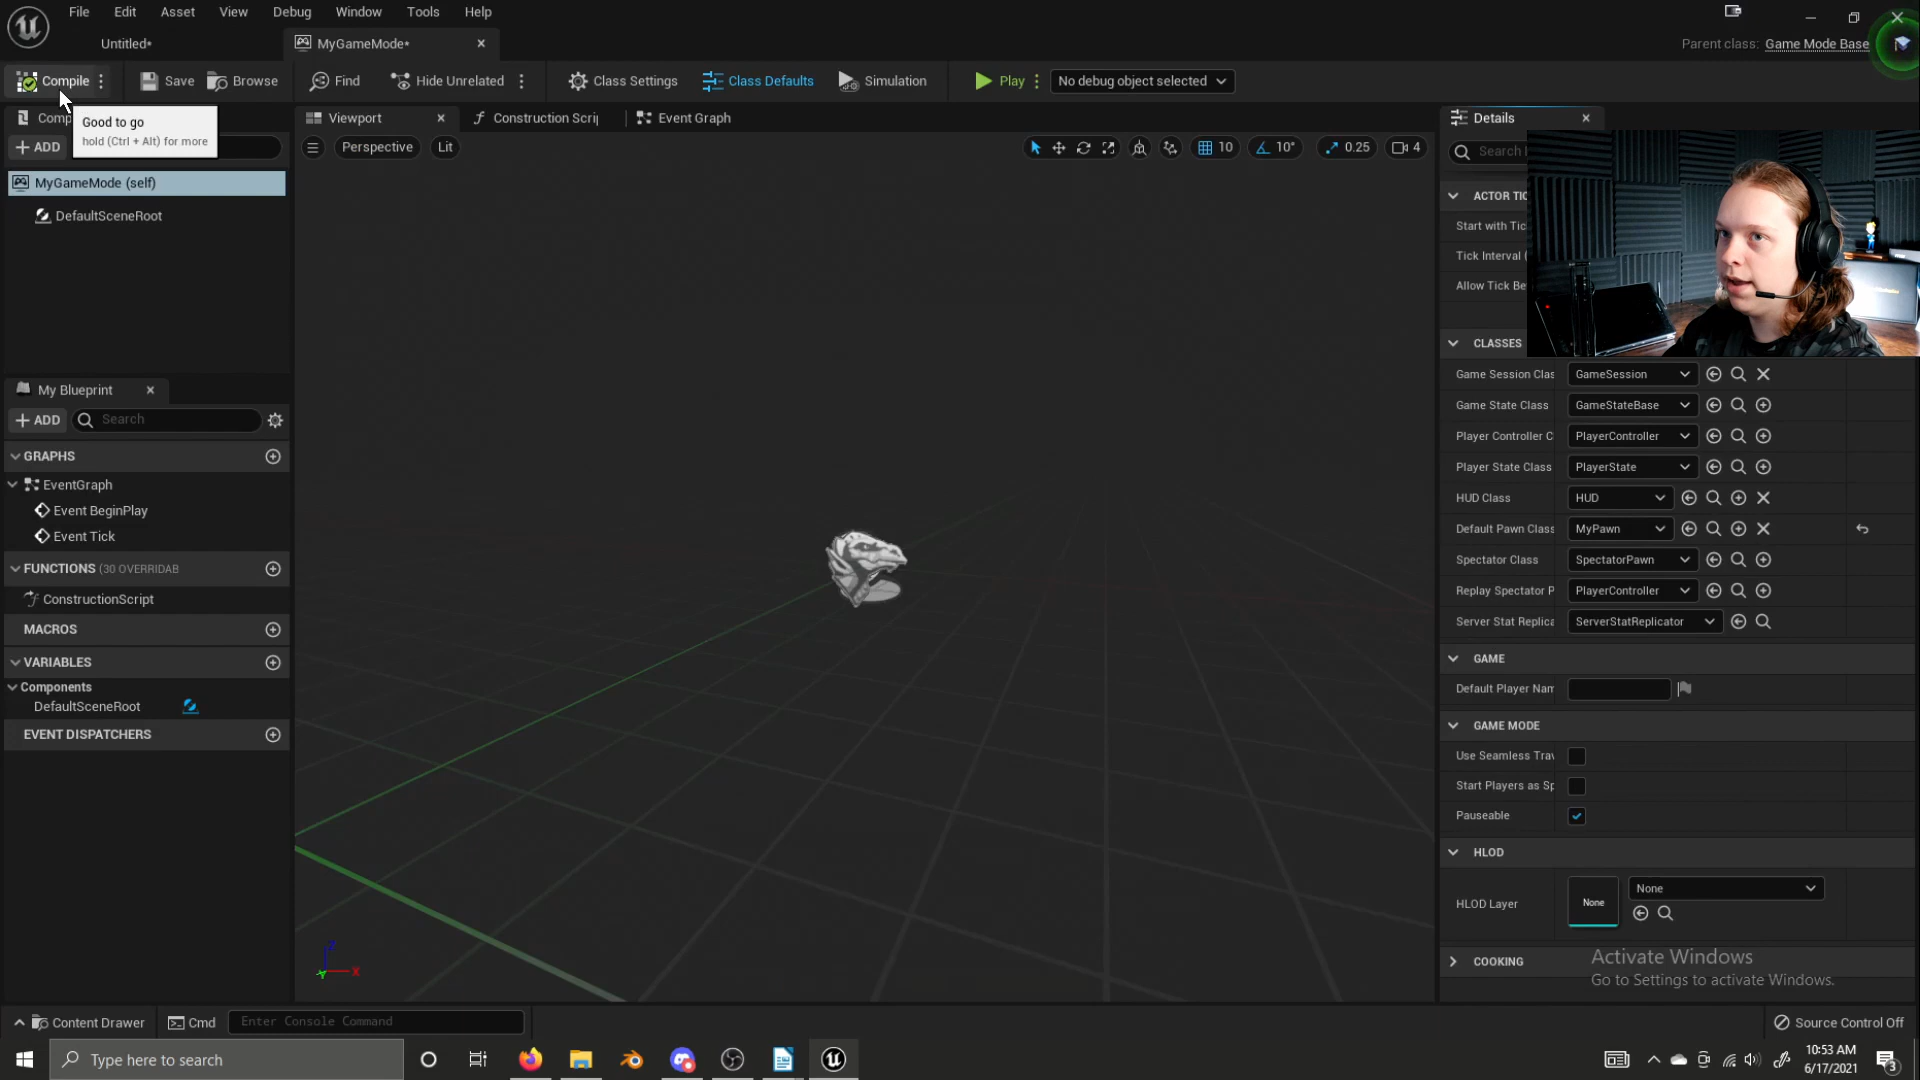 File Edit Asset View Debug Window Tools Help
Untitled*
MyGameMode*
Parent class: Game Mode Base
Compile
Save
Browse
Find
Hide Unrelated
Class Settings
Class Defaults
Simulation
Play
No debug object selected
Comp
Good to go
hold (Ctrl + Alt) for more
ADD
MyGameMode (self)
DefaultSceneRoot
Viewport
Construction Scrip
Event Graph
Perspective
Lit
10
10°
0.25
4
My Blueprint
ADD
Search
GRAPHS
EventGraph
Event BeginPlay
Event Tick
FUNCTIONS (30 OVERRIDAB
ConstructionScript
MACROS
VARIABLES
Components
DefaultSceneRoot
EVENT DISPATCHERS
Details
Search
ACTOR TIC
Start with Tic
Tick Interval (
Allow Tick Be
CLASSES
Game Session Clas GameSession
Game State Class GameStateBase
Player Controller C PlayerController
Player State Class PlayerState
HUD Class HUD
Default Pawn Class MyPawn
Spectator Class SpectatorPawn
Replay Spectator P PlayerController
Server Stat Replica ServerStatReplicator
GAME
Default Player Nam
GAME MODE
Use Seamless Trav
Start Players as Sp
Pauseable
HLOD
HLOD Layer
None
None
COOKING
Activate Windows
Go to Settings to activate Windows.
Content Drawer
Cmd
Enter Console Command
Source Control Off
Type here to search
10:53 AM
6/17/2021
3